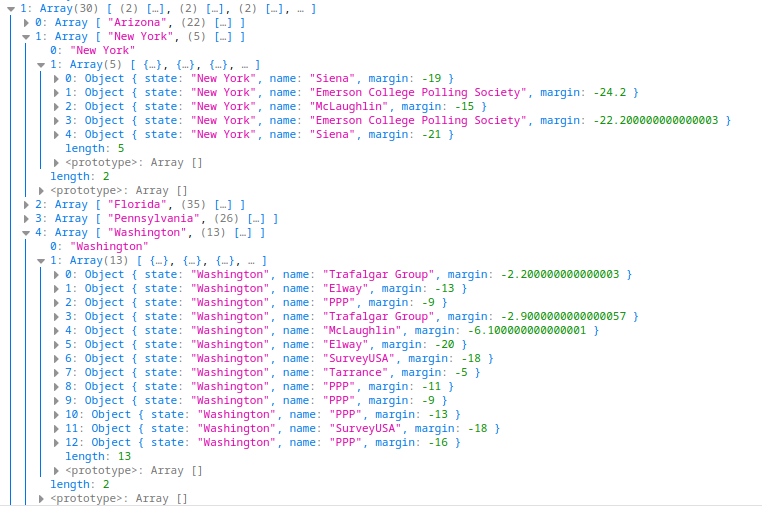 1: Array(30) [ (2) […], (2) […], (2) […], … ]
0: Array [ "Arizona", (22) […] ]
1: Array [ "New York", (5) […] ]
0: "New York"
1: Array(5) [ {…}, {…}, {…}, … ]
0: Object { state: "New York", name: "Siena", margin: -19 }
1: Object { state: "New York", name: "Emerson College Polling Society", margin: -24.2 }
2: Object { state: "New York", name: "McLaughlin", margin: -15 }
3: Object { state: "New York", name: "Emerson College Polling Society", margin: -22.200000000000003 }
4: Object { state: "New York", name: "Siena", margin: -21 }
length: 5
<prototype>: Array []
length: 2
<prototype>: Array []
2: Array [ "Florida", (35) […] ]
3: Array [ "Pennsylvania", (26) […] ]
4: Array [ "Washington", (13) […] ]
0: "Washington"
1: Array(13) [ {…}, {…}, {…}, … ]
0: Object { state: "Washington", name: "Trafalgar Group", margin: -2.200000000000003 }
1: Object { state: "Washington", name: "Elway", margin: -13 }
2: Object { state: "Washington", name: "PPP", margin: -9 }
3: Object { state: "Washington", name: "Trafalgar Group", margin: -2.9000000000000057 }
4: Object { state: "Washington", name: "McLaughlin", margin: -6.100000000000001 }
5: Object { state: "Washington", name: "Elway", margin: -20 }
6: Object { state: "Washington", name: "SurveyUSA", margin: -18 }
7: Object { state: "Washington", name: "Tarrance", margin: -5 }
8: Object { state: "Washington", name: "PPP", margin: -11 }
9: Object { state: "Washington", name: "PPP", margin: -9 }
10: Object { state: "Washington", name: "PPP", margin: -13 }
11: Object { state: "Washington", name: "SurveyUSA", margin: -18 }
12: Object { state: "Washington", name: "PPP", margin: -16 }
length: 13
<prototype>: Array []
length: 2
<prototype>: Array []